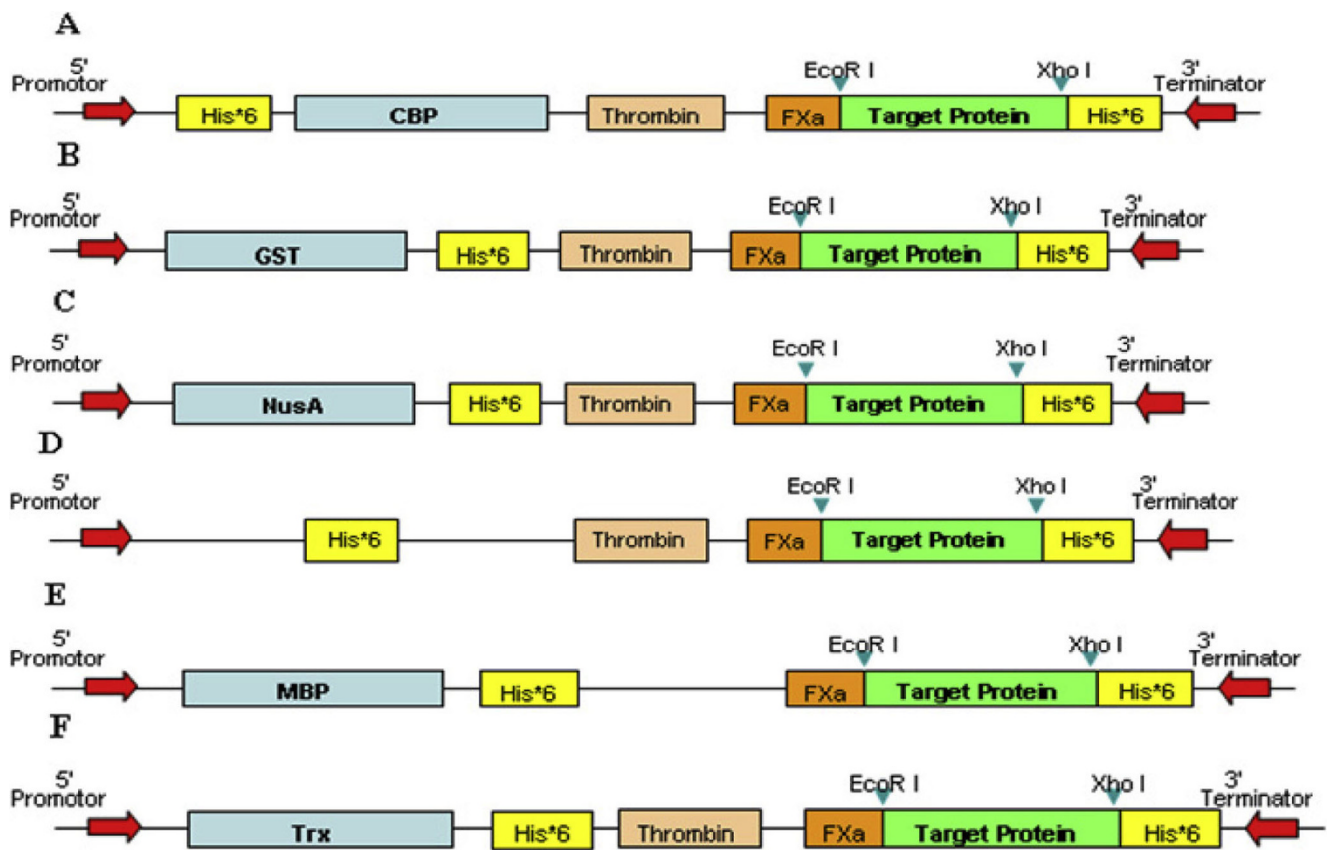 A
5'
Promotor
EcoR I
Xho I
3'
Terminator
His*6
CBP
Thrombin
FXa
Target Protein
His*6
B
5'
Promotor
EcoR I
Xho I
3'
Terminator
GST
His*6
Thrombin
FXa
Target Protein
His*6
C
5'
Promotor
EcoR I
Xho I
3'
Terminator
NusA
His*6
Thrombin
FXa
Target Protein
His*6
D
5'
Promotor
EcoR I
Xho I
3'
Terminator
His*6
Thrombin
FXa
Target Protein
His*6
E
5'
Promotor
EcoR I
Xho I
3'
Terminator
MBP
His*6
FXa
Target Protein
His*6
F
5'
Promotor
EcoR I
Xho I
3'
Terminator
Trx
His*6
Thrombin
FXa
Target Protein
His*6